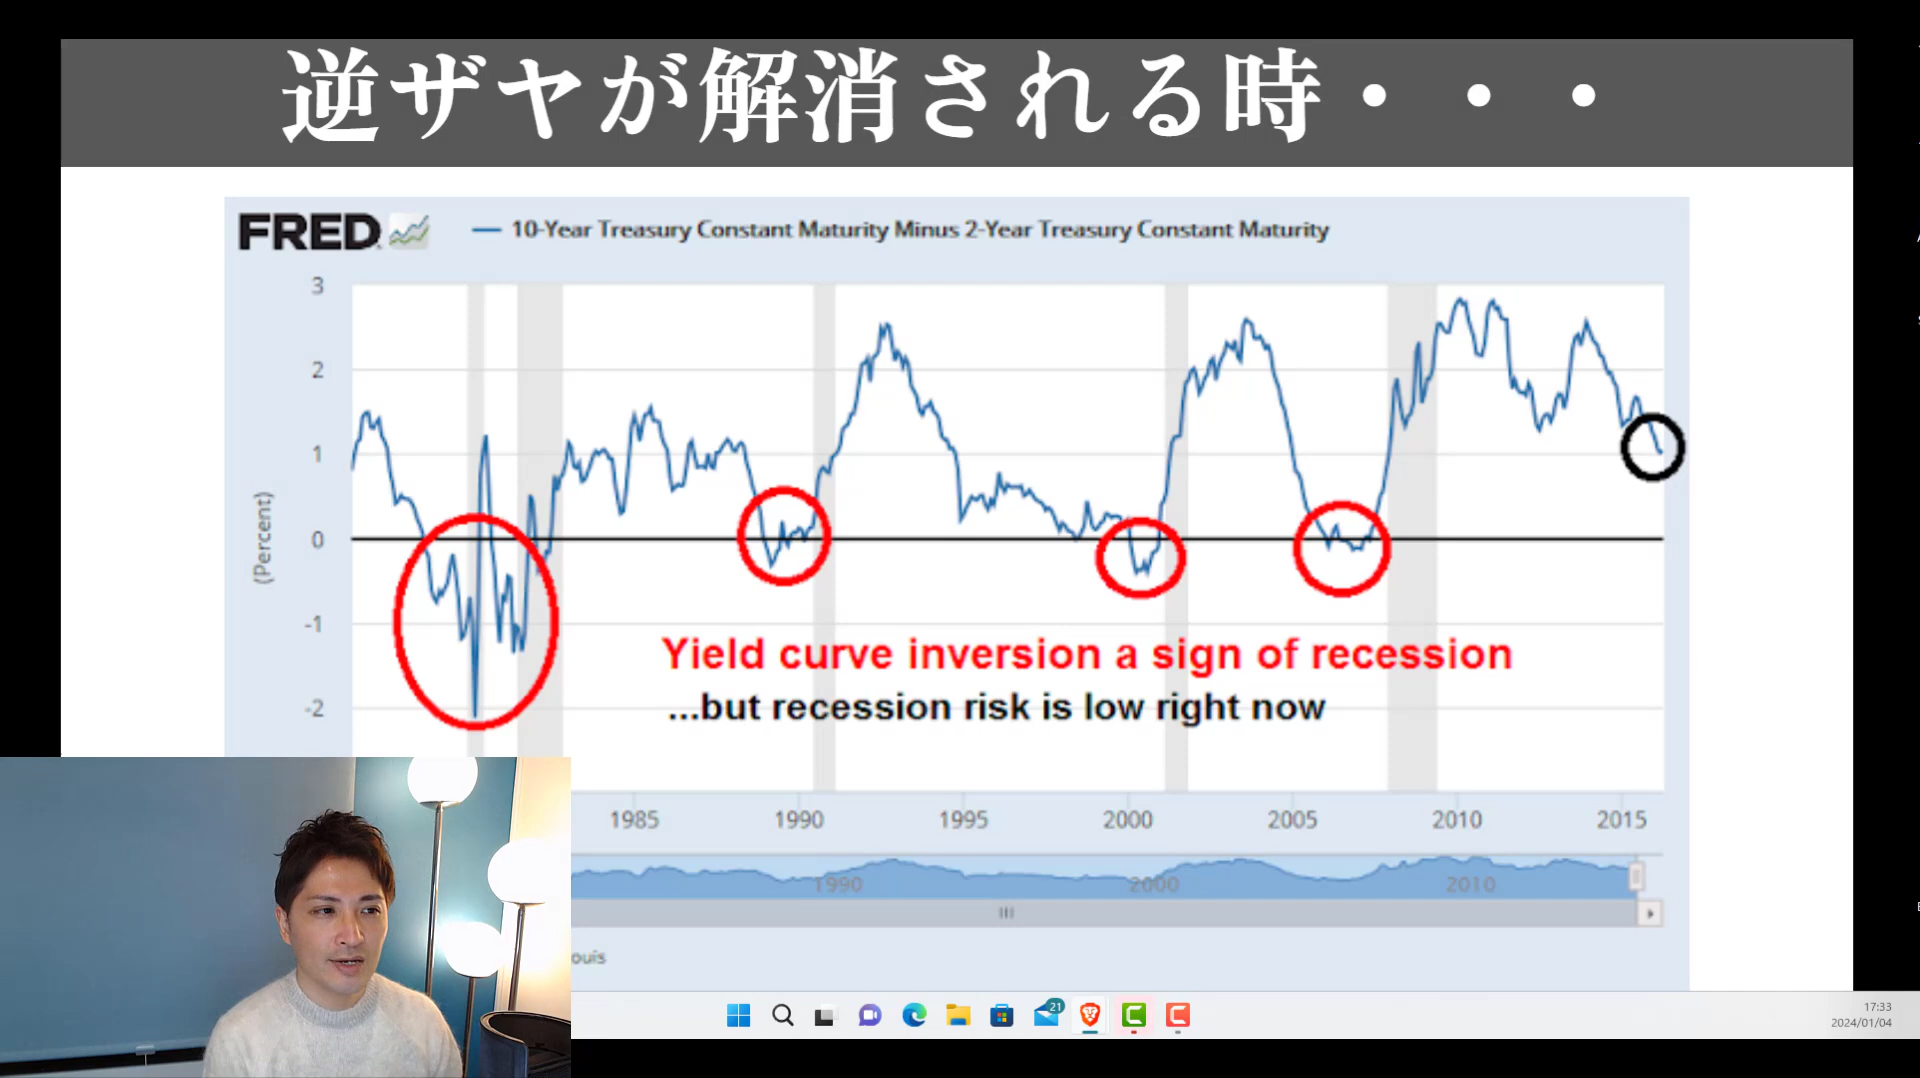 逆ザヤが解消される時・・・
FRED
10-Year Treasury Constant Maturity Minus 2-Year Treasury Constant Maturity
3
2
1
0
-1
-2
(Percent)
Yield curve inversion a sign of recession
...but recession risk is low right now
1985 1990 1995 2000 2005 2010 2015
1990 2000 2010
ouis
21
17:33
2024/01/04